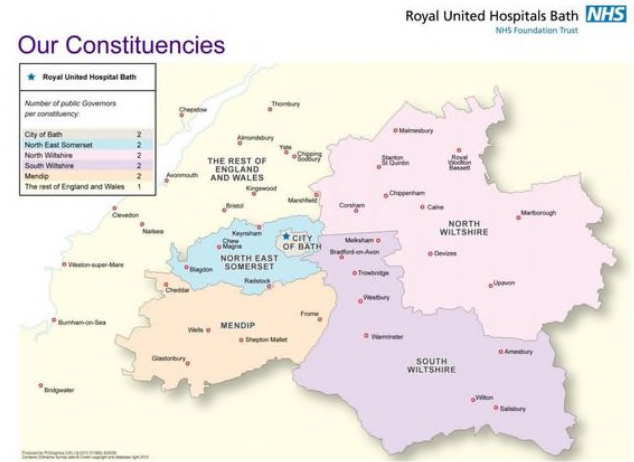 Royal United Hospitals Bath NHS
NHS Foundation Trust
Our Constituencies
Royal United Hospital Bath
Number of public Governors
per constituency:
City of Bath 2
North East Somerset 2
North Wiltshire 2
South Wiltshire 2
Mendip 2
The rest of England and Wales 1
Chepstow
Thornbury
Malmesbury
Almondsbury
Yate
Chipping
Sodbury
Stanton
St Quintin
Royal
Wootton
Bassett
THE REST OF
ENGLAND
AND WALES
Avonmouth
Kingswood
Marshfield
Chippenham
Bristol
Corsham
Calne
Marlborough
Clevedon
Nailsea
Keynsham
NORTH
WILTSHIRE
CITY
OF BATH
Chew
Magna
Melksham
Bradford-on-Avon
Devizes
NORTH EAST
SOMERSET
Weston-super-Mare
Blagdon
Trowbridge
Radstock
Upavon
Cheddar
Westbury
Burnham-on-Sea
Frome
MENDIP
Wells
Shepton Mallet
Warminster
Amesbury
Glastonbury
SOUTH
WILTSHIRE
Bridgwater
Wilton
Salisbury